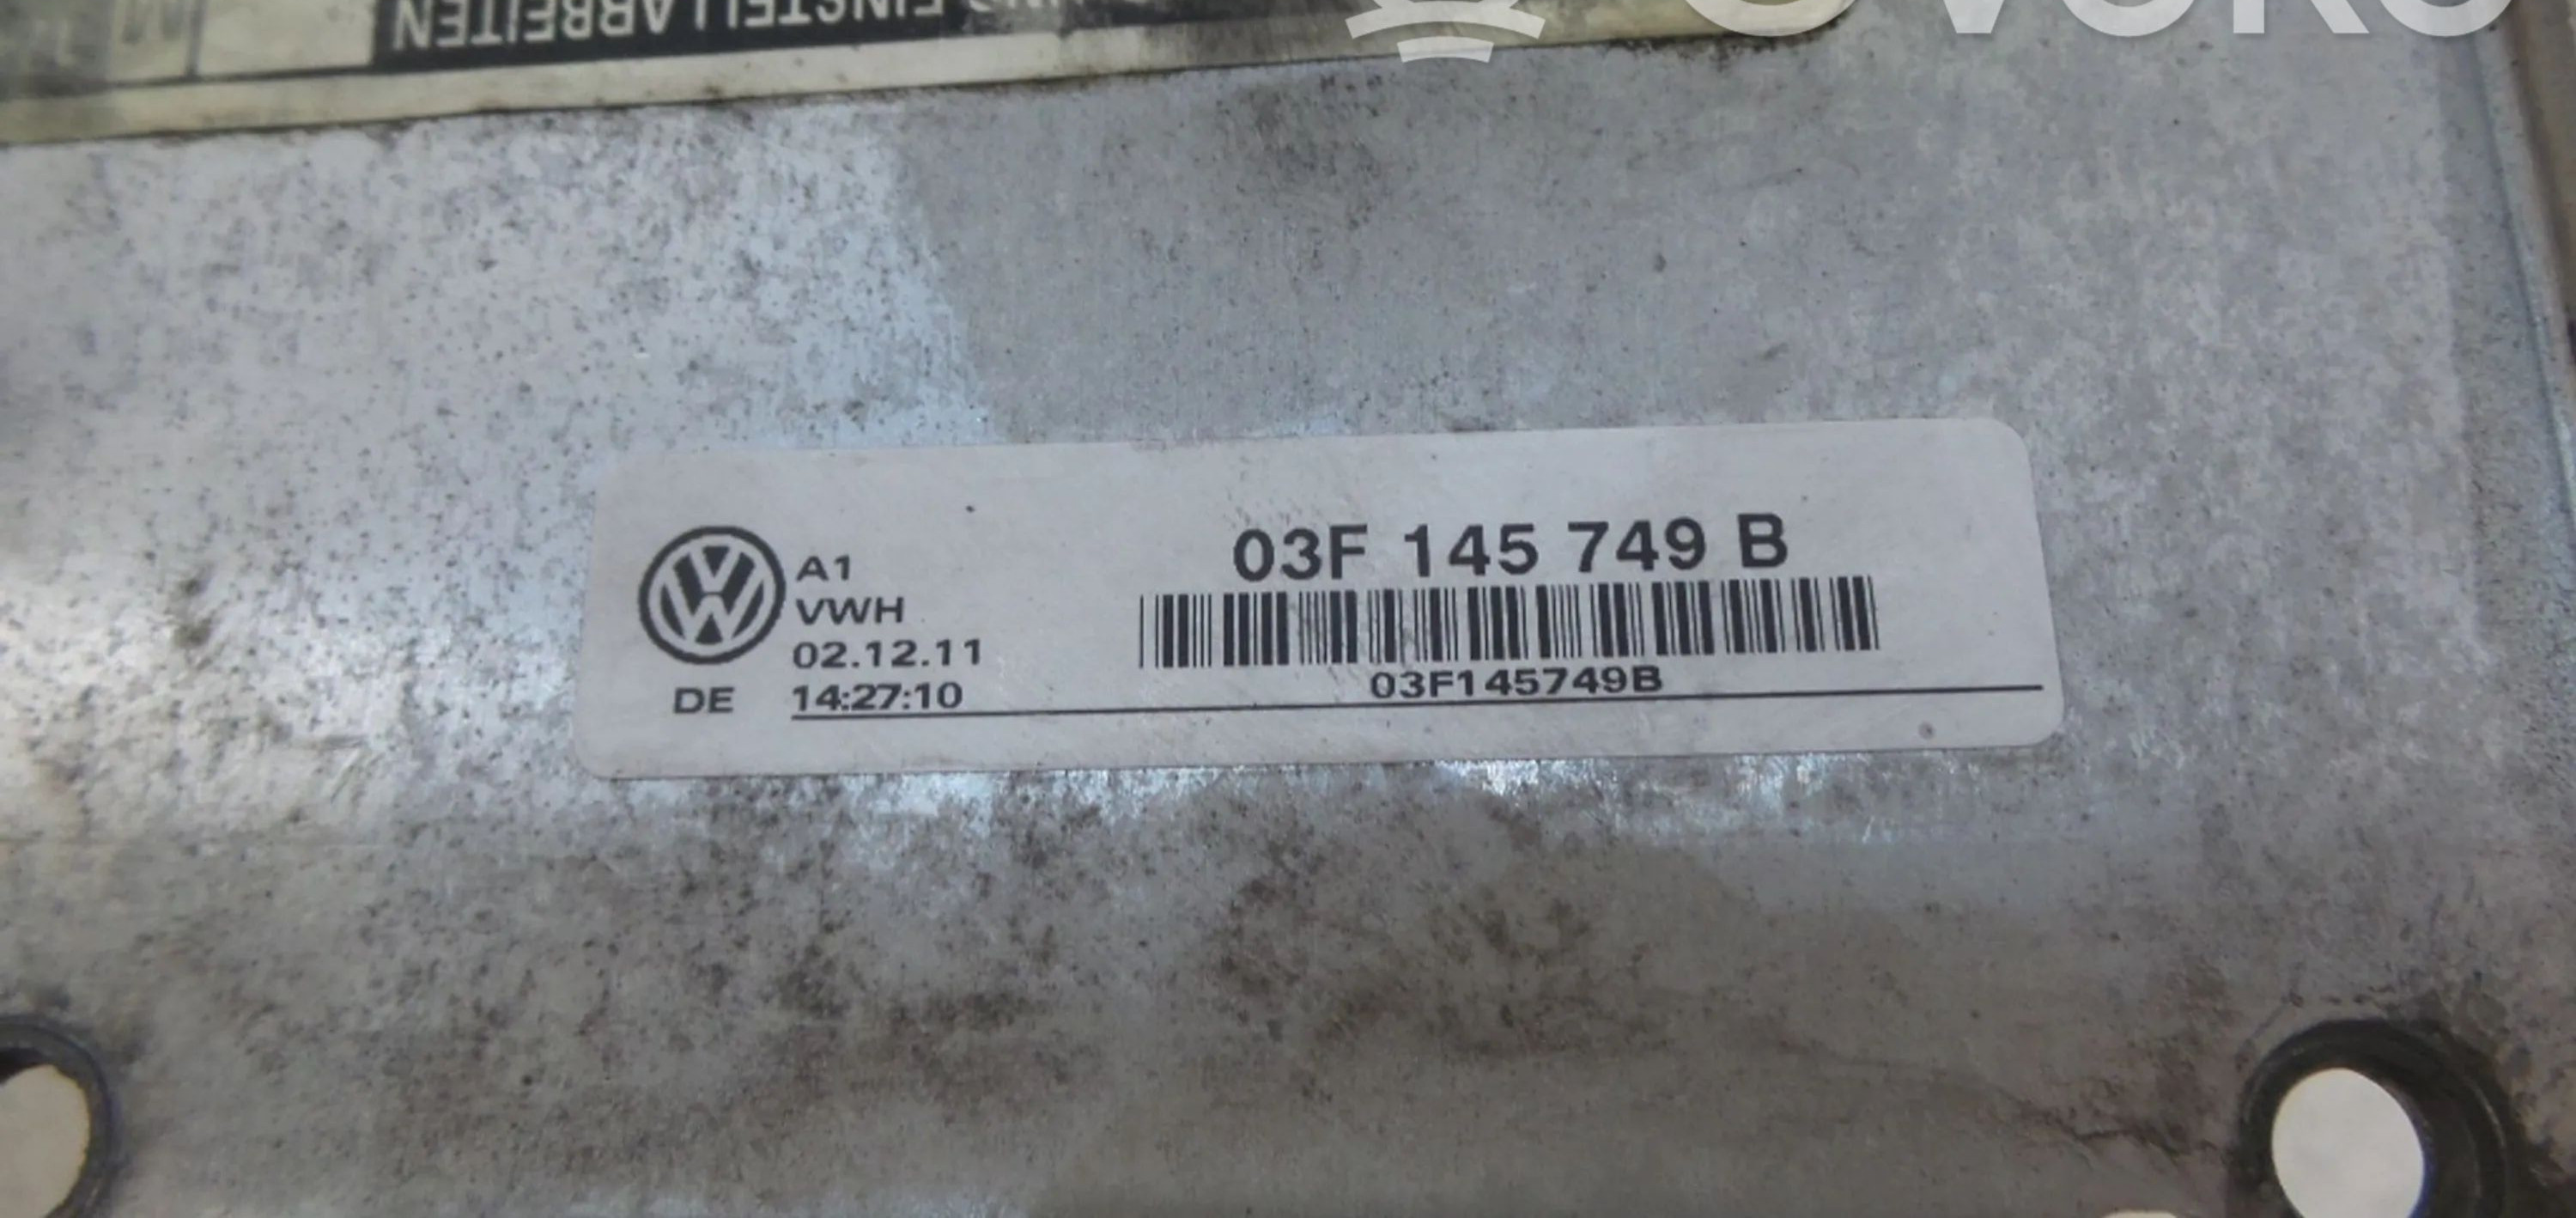 EINSTELLARBEITEN
A1
VWH
02.12.11
DE 14:27:10
03F 145 749 B
03F145749B